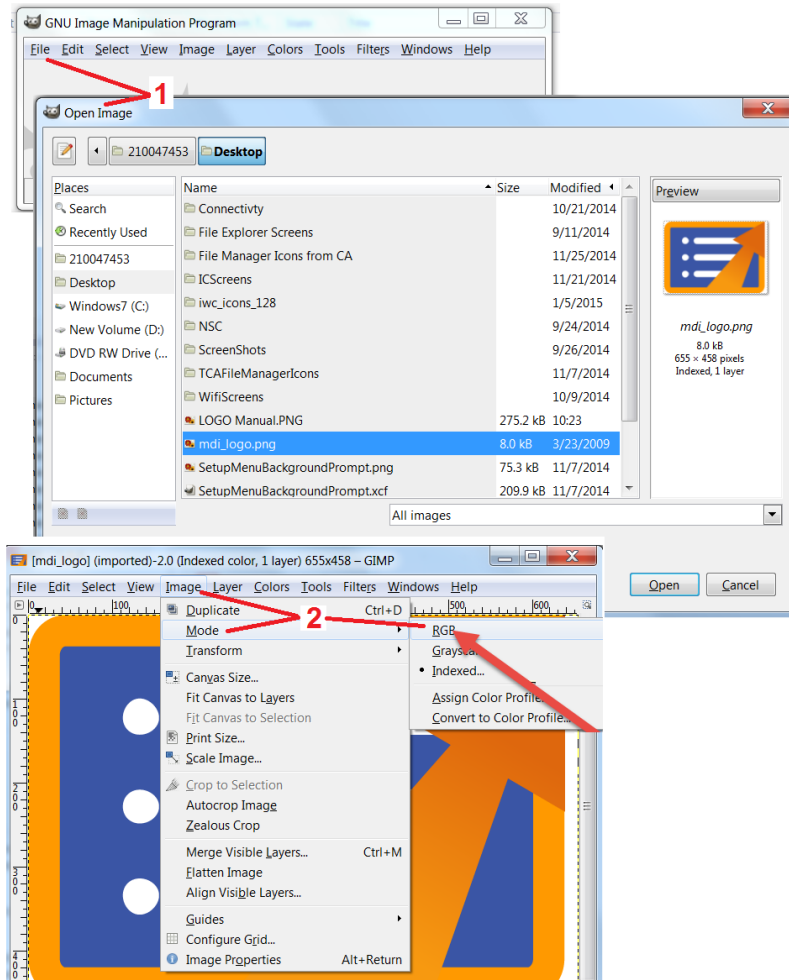 GNU Image Manipulation Program
File Edit Select View Image Layer Colors Tools Filters Windows Help
1
Open Image
210047453 Desktop
Places Name Size Modified Preview
Search Connectivty 10/21/2014
Recently Used File Explorer Screens 9/11/2014
210047453 File Manager Icons from CA 11/25/2014
Desktop ICScreens 11/21/2014
Windows7 (C:) iwc_icons_128 1/5/2015
New Volume (D:) NSC 9/24/2014 mdi_logo.png
DVD RW Drive (... ScreenShots 9/26/2014 8.0 kB
655 × 458 pixels
Documents TCAFileManagerIcons 11/7/2014 Indexed, 1 layer
Pictures WifiScreens 10/9/2014
LOGO Manual.PNG 275.2 kB 10:23
mdi_logo.png 8.0 kB 3/23/2009
SetupMenuBackgroundPrompt.png 75.3 kB 11/7/2014
SetupMenuBackgroundPrompt.xcf 209.9 kB 11/7/2014
All images
Open Cancel
[mdi_logo] (imported)-2.0 (Indexed color, 1 layer) 655x458 – GIMP
File Edit Select View Image Layer Colors Tools Filters Windows Help
0 100 500 600
Duplicate Ctrl+D
2
Mode RGB
Transform
Indexed...
Canvas Size... Assign Color Profile...
Fit Canvas to Layers Convert to Color Profile...
Fit Canvas to Selection
Print Size...
Scale Image...
Crop to Selection
Autocrop Image
Zealous Crop
Merge Visible Layers... Ctrl+M
Flatten Image
Align Visible Layers...
Guides
Configure Grid...
Image Properties Alt+Return
0
100
200
300
400